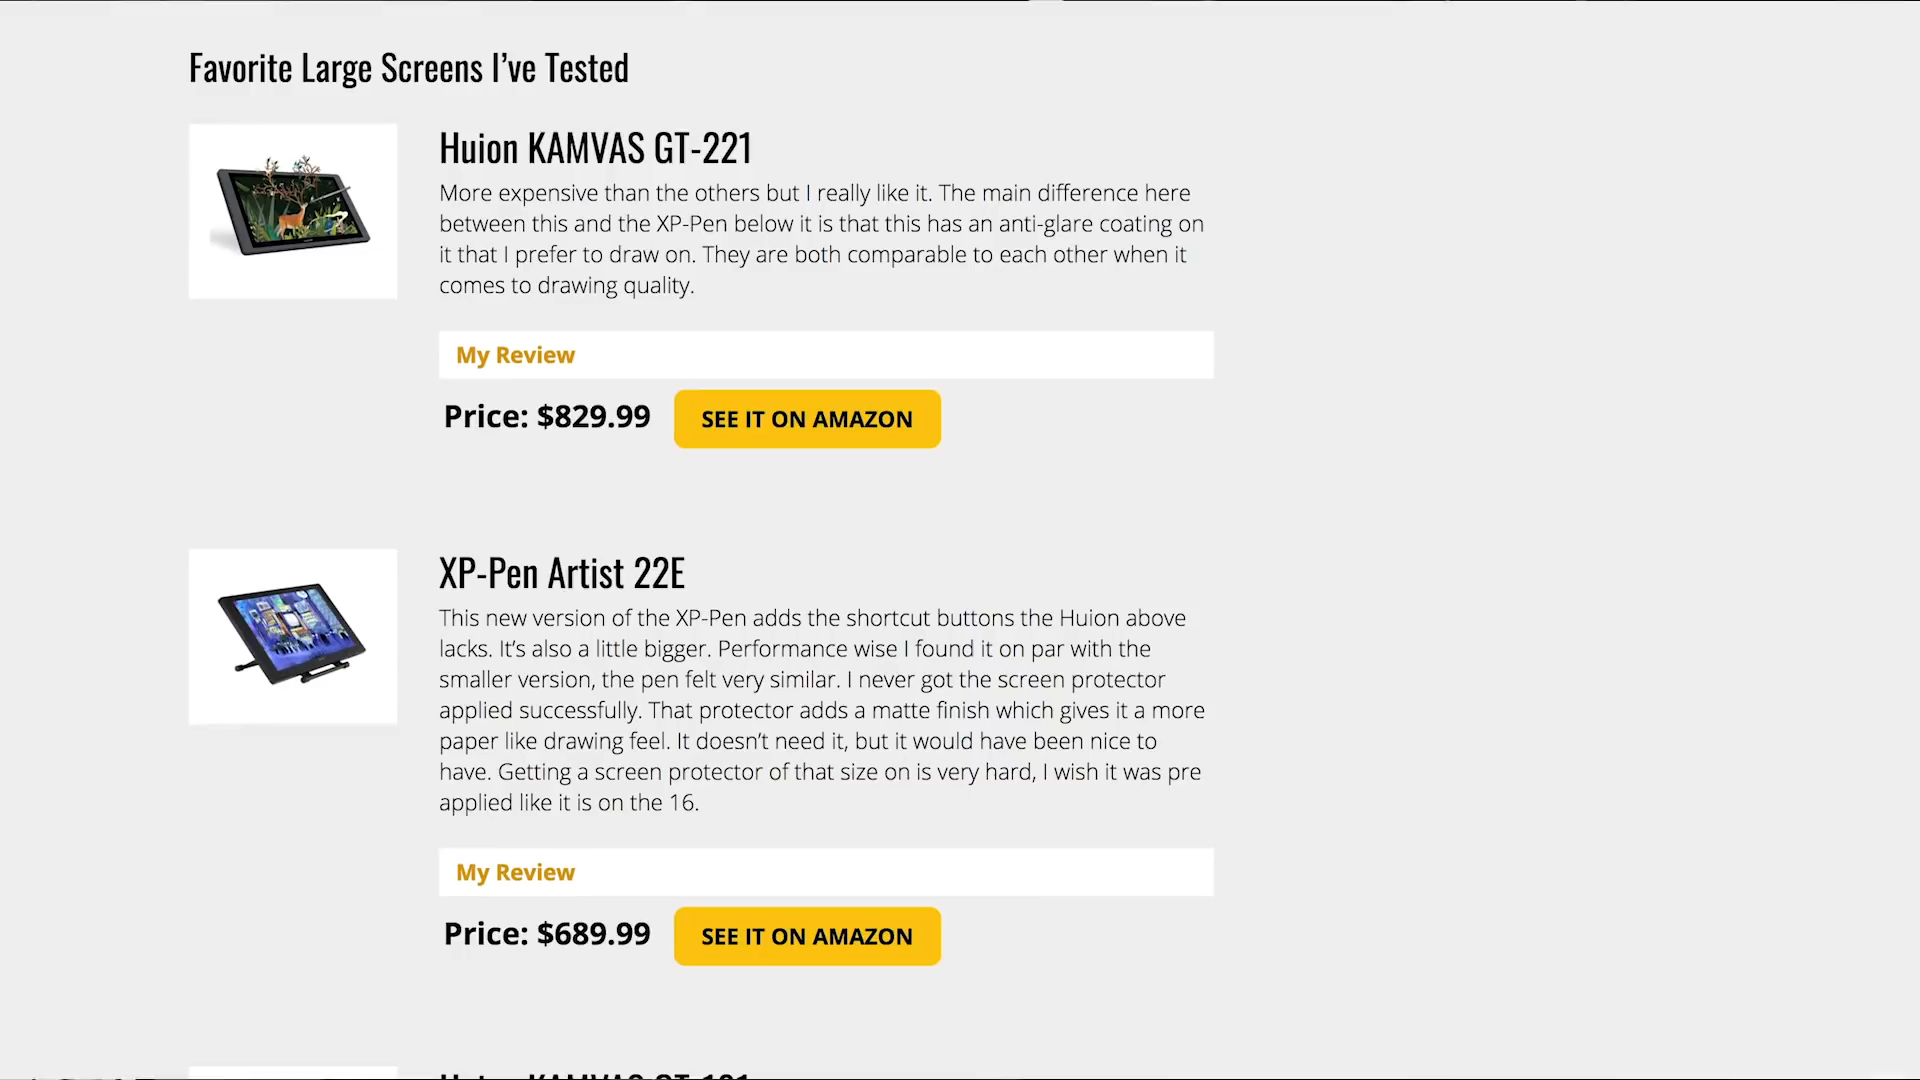 Favorite Large Screens I’ve Tested
Huion KAMVAS GT-221
More expensive than the others but I really like it. The main difference here
between this and the XP-Pen below it is that this has an anti-glare coating on
it that I prefer to draw on. They are both comparable to each other when it
comes to drawing quality.
My Review
Price: $829.99
SEE IT ON AMAZON
XP-Pen Artist 22E
This new version of the XP-Pen adds the shortcut buttons the Huion above
lacks. It’s also a little bigger. Performance wise I found it on par with the
smaller version, the pen felt very similar. I never got the screen protector
applied successfully. That protector adds a matte finish which gives it a more
paper like drawing feel. It doesn’t need it, but it would have been nice to
have. Getting a screen protector of that size on is very hard, I wish it was pre
applied like it is on the 16.
My Review
Price: $689.99
SEE IT ON AMAZON